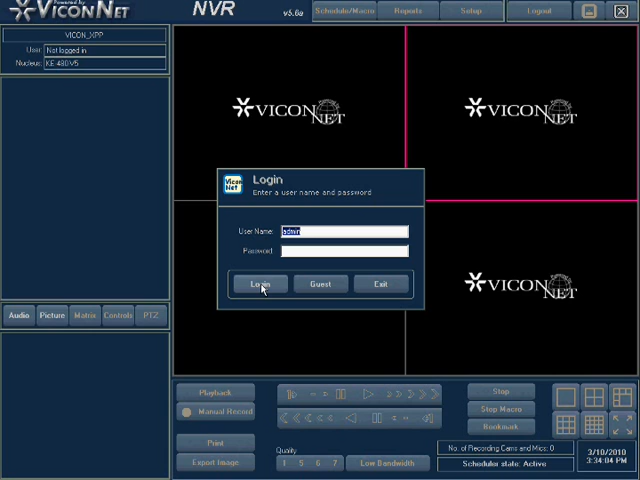 Powered by
VICONNET
NVR
v5.6a
Schedule/Macro
Reports
Setup
Logout
VICON_XPP
User: Not logged in
Nucleus: KE-480V5
VICON NET
VICON NET
VICON NET
Vicon Net
Login
Enter a user name and password
User Name: admin
Password:
Login
Guest
Exit
Audio
Picture
Matrix
Controls
PTZ
Playback
Manual Record
Print
Export Image
Stop
Stop Macro
Bookmark
Quality
1 5 6 7
Low Bandwidth
No. of Recording Cams and Mics: 0
Scheduler state: Active
3/10/2010
3:34:04 PM